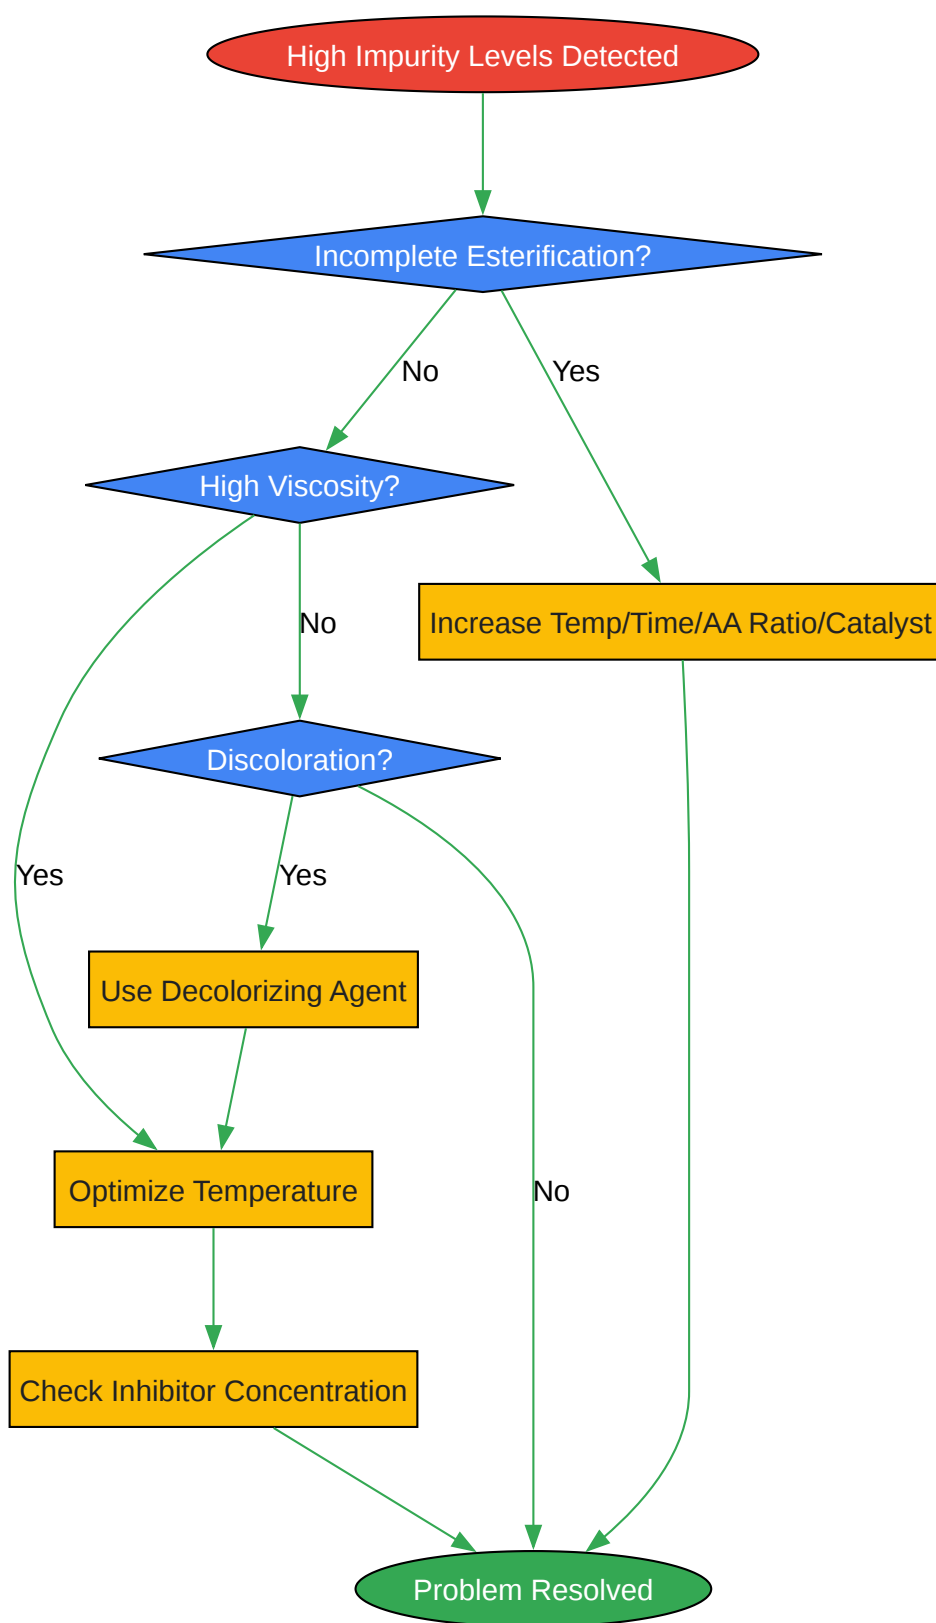 High Impurity Levels Detected
Incomplete Esterification?
No
Yes
High Viscosity?
No
Increase Temp/Time/AA Ratio/Catalyst
Discoloration?
Yes
Yes
Use Decolorizing Agent
Optimize Temperature
No
Check Inhibitor Concentration
Problem Resolved